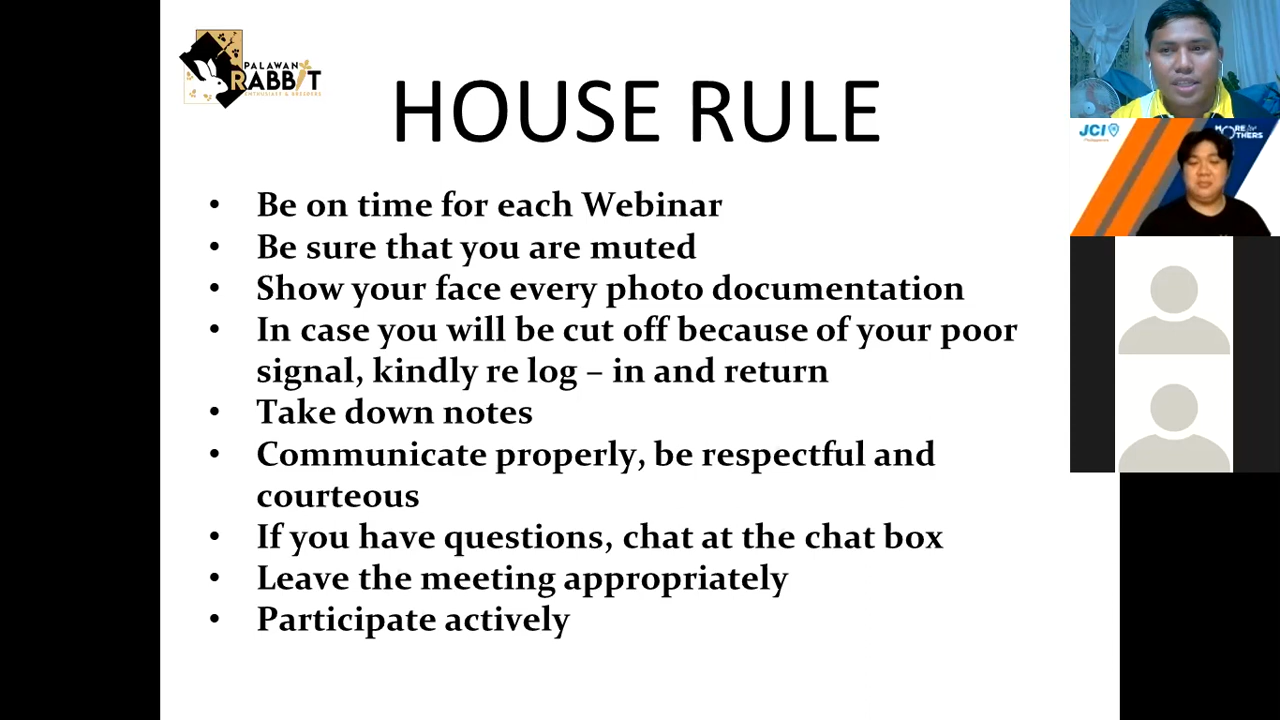 PALAWAN
RABBIT
ENTHUSIAST & BREEDERS
HOUSE RULE
• Be on time for each Webinar
• Be sure that you are muted
• Show your face every photo documentation
• In case you will be cut off because of your poor
signal, kindly re log – in and return
• Take down notes
• Communicate properly, be respectful and
courteous
• If you have questions, chat at the chat box
• Leave the meeting appropriately
• Participate actively
JCI
Philippines